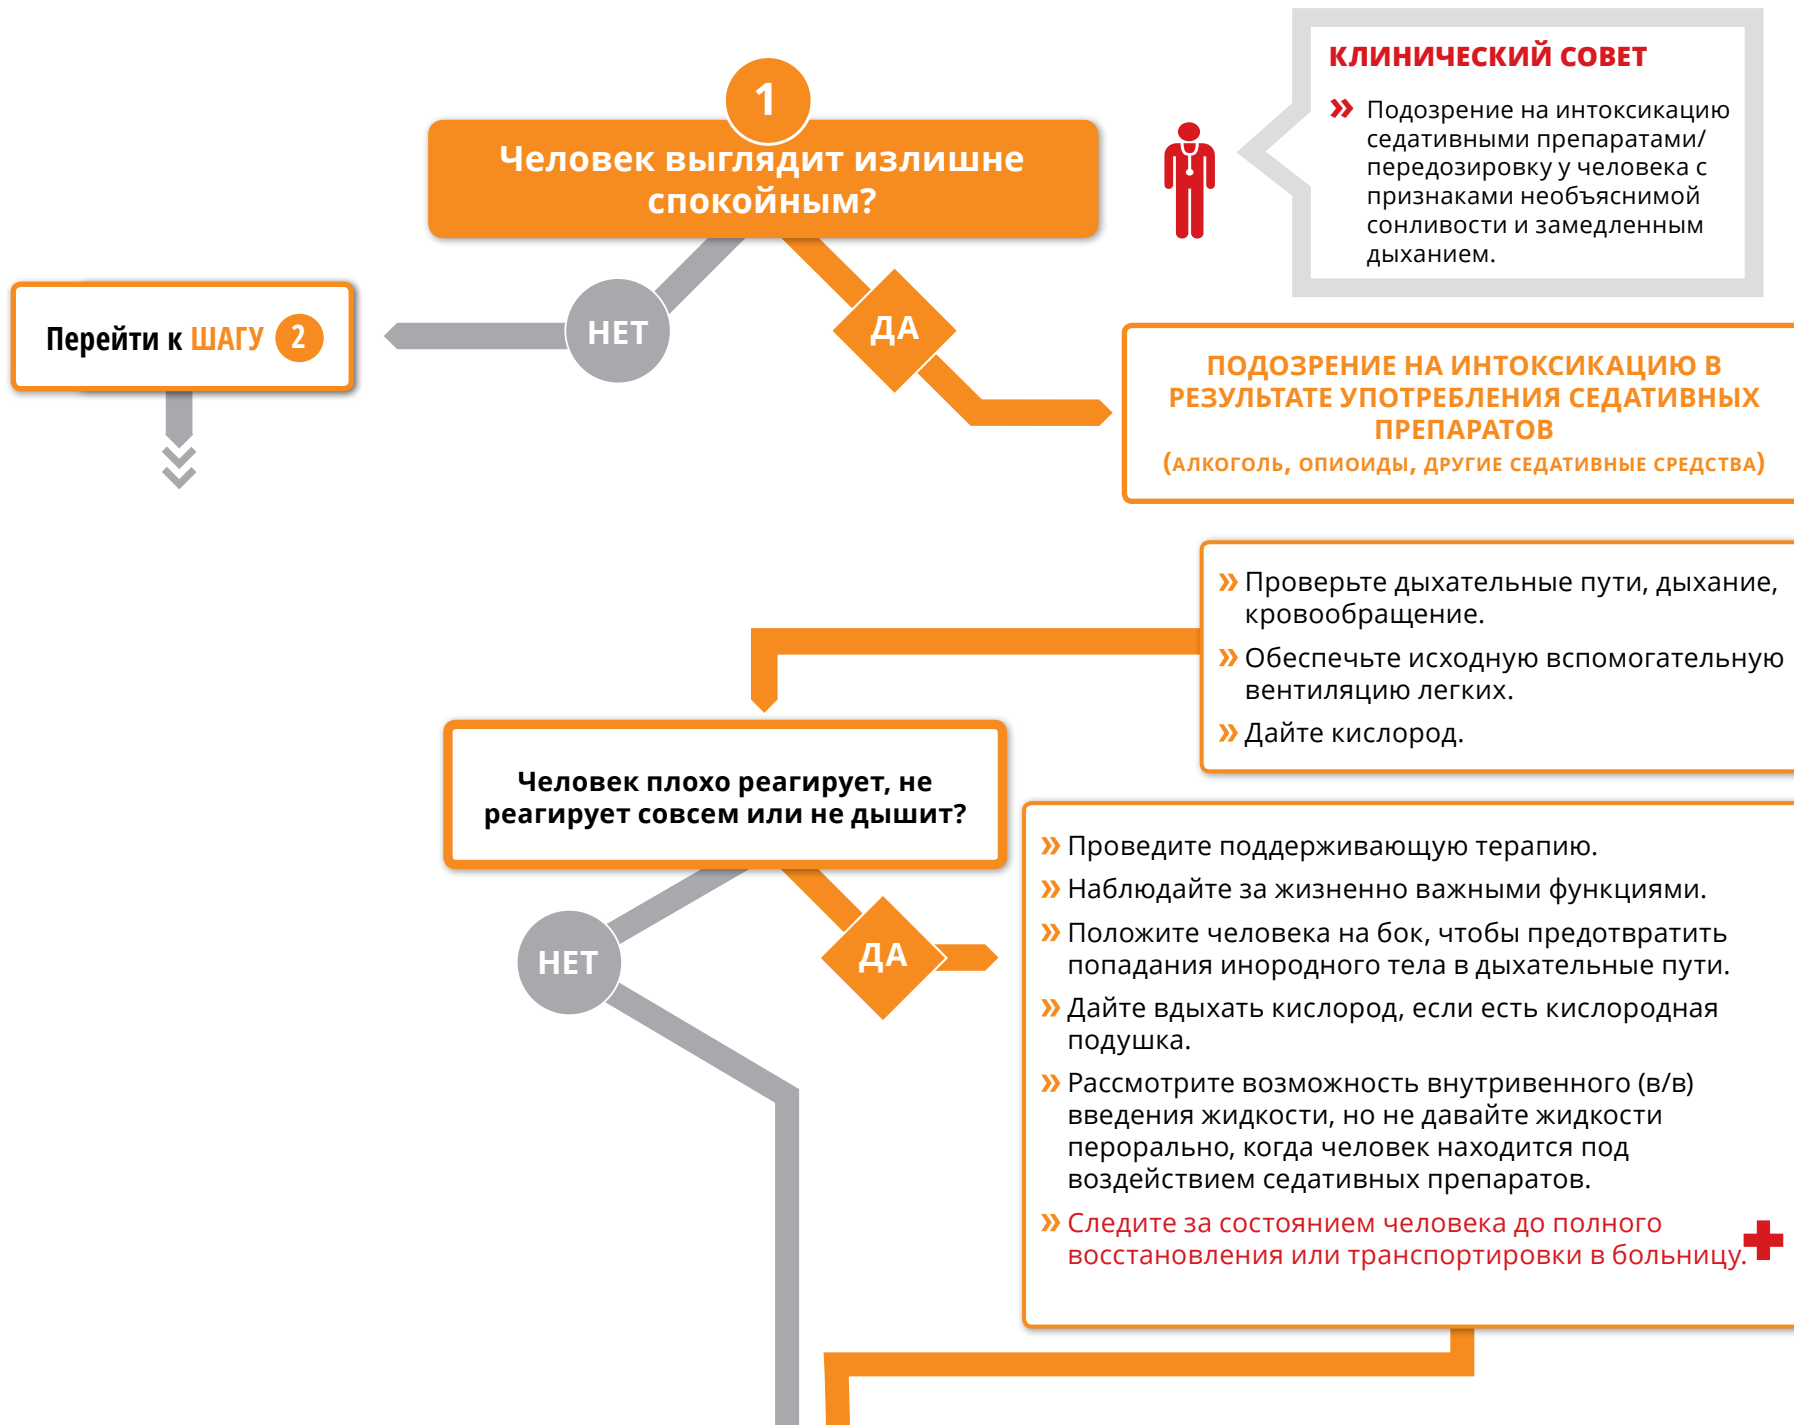 1
Человек выглядит излишне
спокойным?
КЛИНИЧЕСКИЙ СОВЕТ
» Подозрение на интоксикацию
седативными препаратами/
передозировку у человека с
признаками необъяснимой
сонливости и замедленным
дыханием.
НЕТ
ДА
Перейти к ШАГУ 2
ПОДОЗРЕНИЕ НА ИНТОКСИКАЦИЮ В
РЕЗУЛЬТАТЕ УПОТРЕБЛЕНИЯ СЕДАТИВНЫХ
ПРЕПАРАТОВ
(АЛКОГОЛЬ, ОПИОИДЫ, ДРУГИЕ СЕДАТИВНЫЕ СРЕДСТВА)
» Проверьте дыхательные пути, дыхание,
кровообращение.
» Обеспечьте исходную вспомогательную
вентиляцию легких.
» Дайте кислород.
Человек плохо реагирует, не
реагирует совсем или не дышит?
НЕТ
ДА
» Проведите поддерживающую терапию.
» Наблюдайте за жизненно важными функциями.
» Положите человека на бок, чтобы предотвратить
попадания инородного тела в дыхательные пути.
» Дайте вдыхать кислород, если есть кислородная
подушка.
» Рассмотрите возможность внутривенного (в/в)
введения жидкости, но не давайте жидкости
перорально, когда человек находится под
воздействием седативных препаратов.
» Следите за состоянием человека до полного
восстановления или транспортировки в больницу.